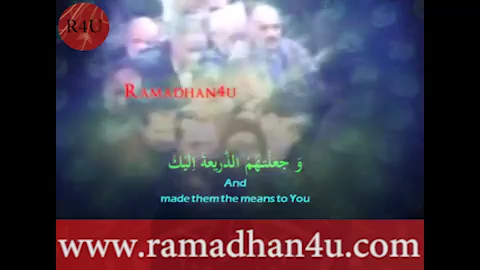 R4U
RAMADHAN4U
وَ جَعَلْتَهُمُ الذَّرِيعَةَ إِلَيْكَ
And
made them the means to You
www.ramadhan4u.com